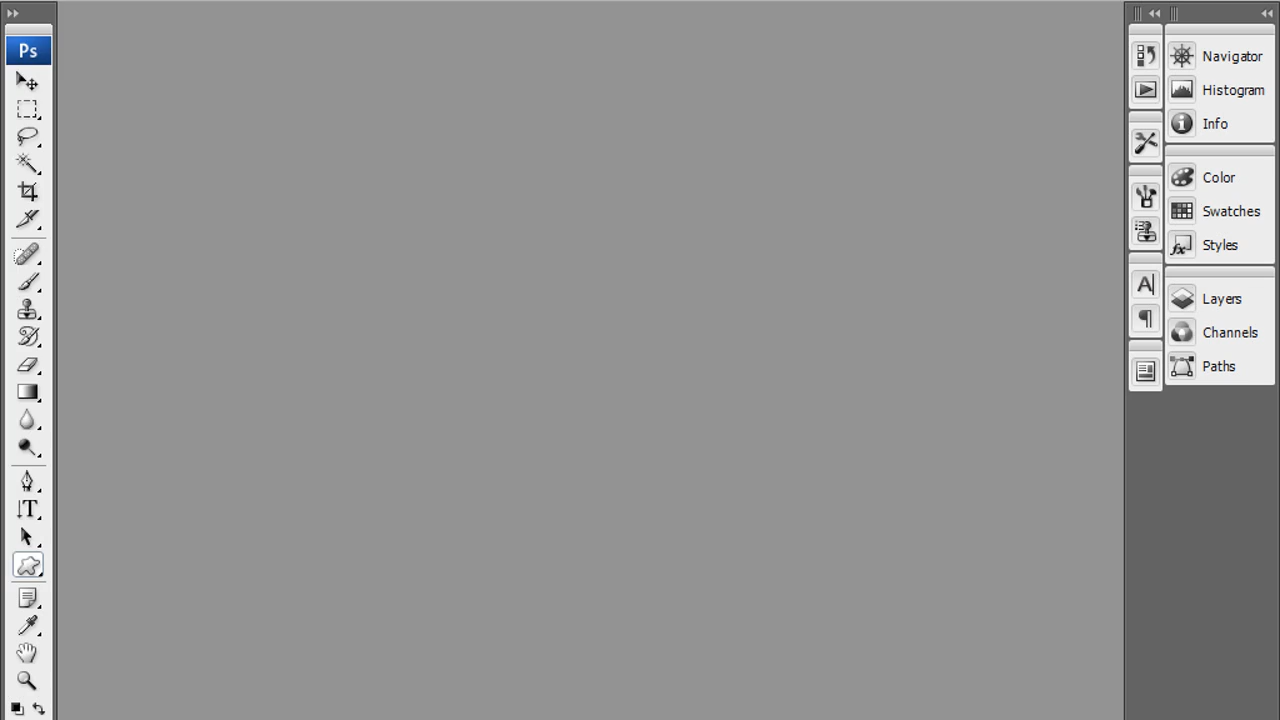 Ps
Navigator
Histogram
Info
Color
Swatches
Styles
Layers
Channels
Paths